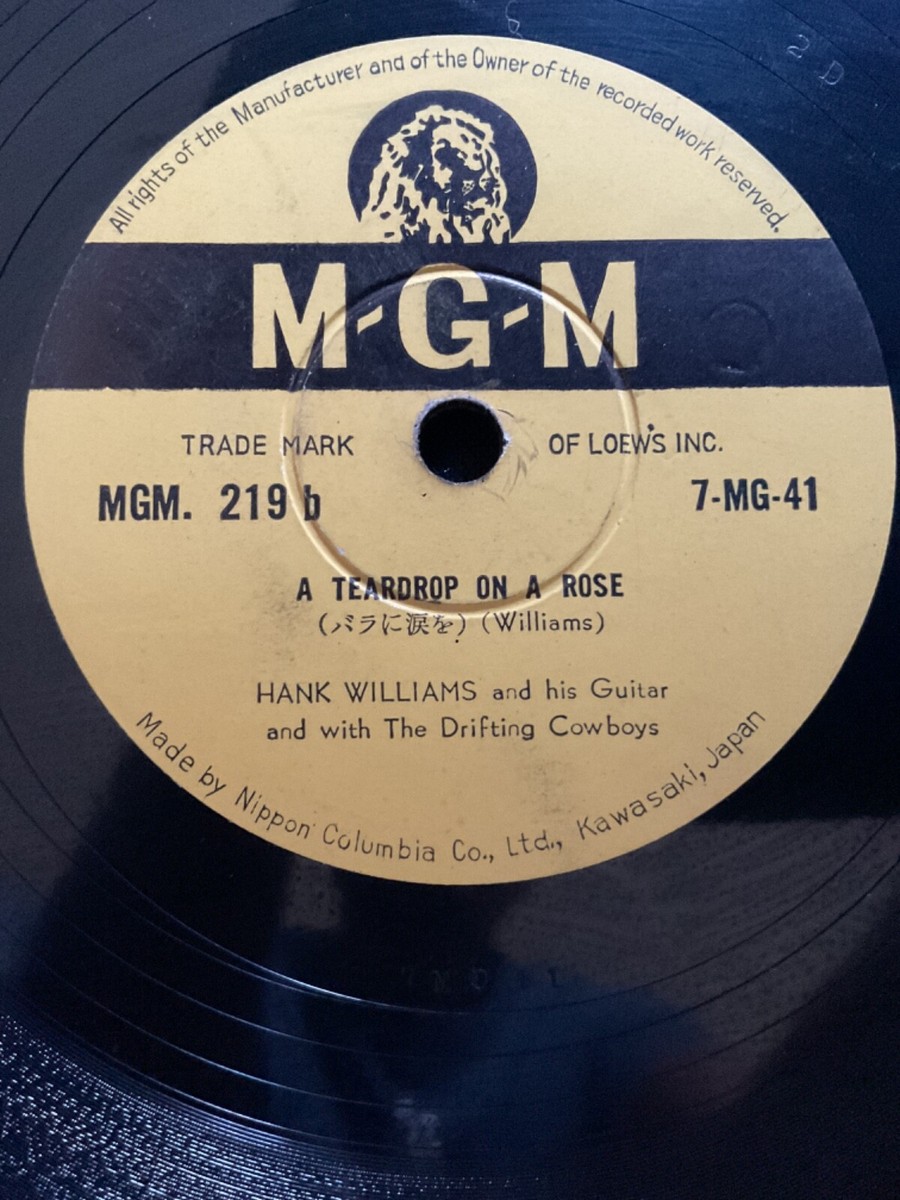 All rights of the Manufacturer and of the Owner of the recorded work reserved.
M-G-M
TRADE MARK OF LOEW'S INC.
MGM. 219 b 7-MG-41
A TEARDROP ON A ROSE
(バラに涙を) (Williams)
HANK WILLIAMS and his Guitar
and with The Drifting Cowboys
Made by Nippon Columbia Co., Ltd., Kawasaki, Japan
2 D